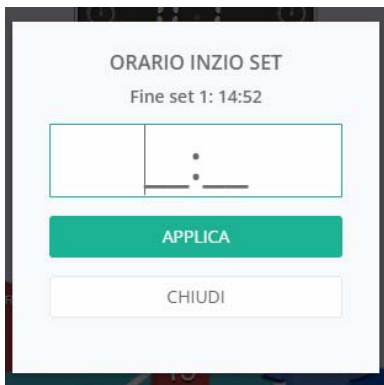 ORARIO INZIO SET
Fine set 1: 14:52
__:__
APPLICA
CHIUDI